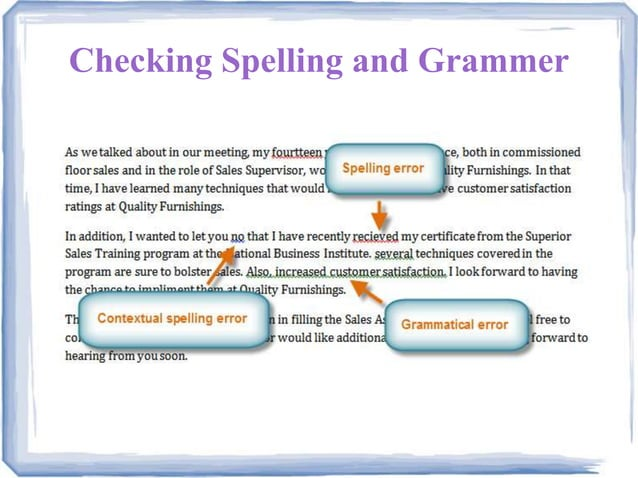 Checking Spelling and Grammer
As we talked about in our meeting, my fourtteen ce, both in commissioned
floor sales and in the role of Sales Supervisor, wo lity Furnishings. In that
time, I have learned many techniques that would ve customer satisfaction
ratings at Quality Furnishings.
Spelling error
In addition, I wanted to let you no that I have recently recieved my certificate from the Superior
Sales Training program at the National Business Institute. several techniques covered in the
program are sure to bolster sales. Also, increased customer satisfaction. I look forward to having
the chance to impliment them at Quality Furnishings.
Contextual spelling error
Grammatical error
Th n in filling the Sales As l free to
co or would like additiona forward to
hearing from you soon.